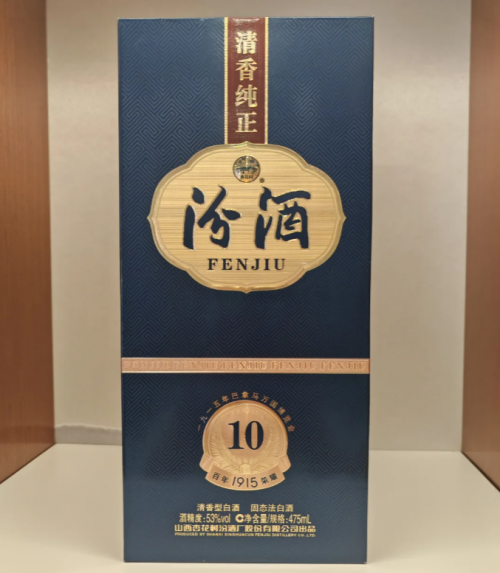 清香纯正
汾酒
FENJIU
FENJIU FENJIU FENJIU
一九一五年巴拿马万国博览会
10
百年1915荣耀
清香型白酒 固态法白酒
酒精度:53%vol 净含量/规格:475mL
山西杏花村汾酒厂股份有限公司出品
PRODUCED BY SHANXI XINGHUACUN FENJIU DISTILLERY CO.,LTD.